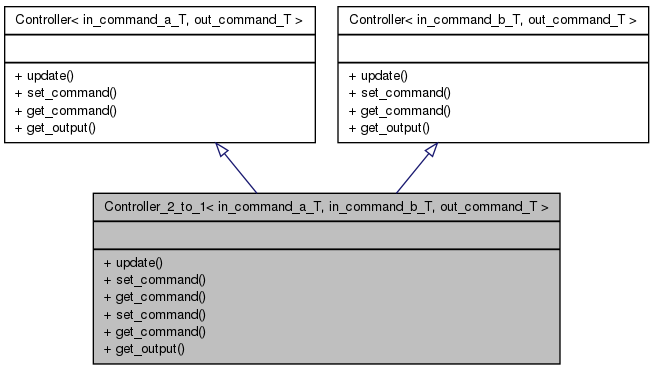 Controller< in_command_a_T, out_command_T >
+ update()
+ set_command()
+ get_command()
+ get_output()
Controller< in_command_b_T, out_command_T >
+ update()
+ set_command()
+ get_command()
+ get_output()
Controller_2_to_1< in_command_a_T, in_command_b_T, out_command_T >
+ update()
+ set_command()
+ get_command()
+ set_command()
+ get_command()
+ get_output()